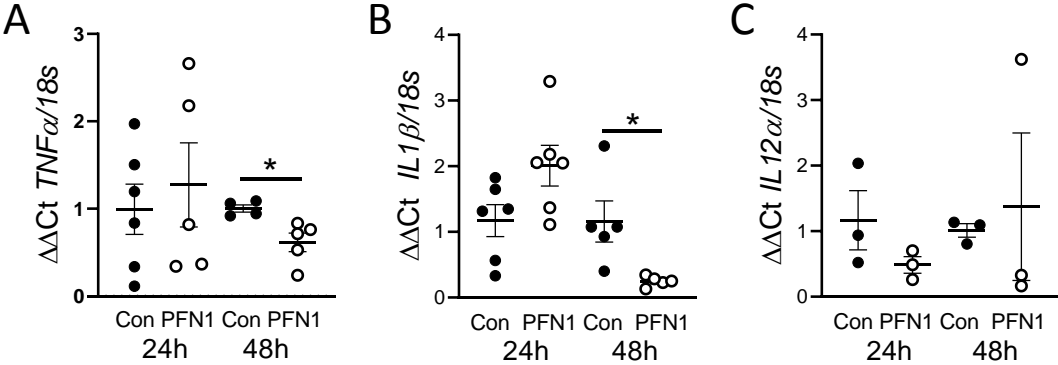 A
ΔΔCt TNFα/18s
3
2
1
0
*
Con PFN1 Con PFN1
24h 48h
B
ΔΔCt IL1β/18s
4
3
2
1
0
*
Con PFN1 Con PFN1
24h 48h
C
ΔΔCt IL12α/18s
4
3
2
1
0
Con PFN1 Con PFN1
24h 48h